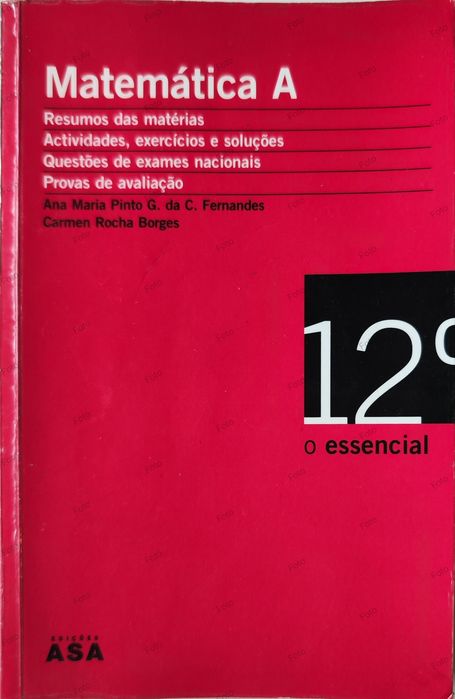 Matemática A
Resumos das matérias
Actividades, exercícios e soluções
Questões de exames nacionais
Provas de avaliação
Ana Maria Pinto G. da C. Fernandes
Carmen Rocha Borges
12º
o essencial
EDIÇÕES
ASA
Foto